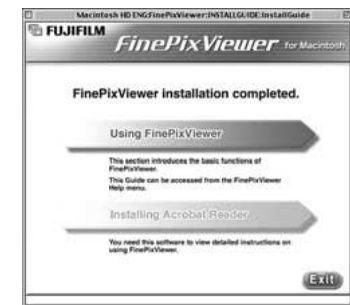 Macintosh HD ENG:FinePixViewer:INSTALLGUIDE:InstallGuide
FUJIFILM
FinePixViewer for Macintosh
FinePixViewer installation completed.
Using FinePixViewer
This section introduces the basic functions of
FinePixViewer.
This Guide can be accessed from the FinePixViewer
Help menu.
Installing Acrobat Reader
You need this software to view detailed instructions on
using FinePixViewer.
Exit